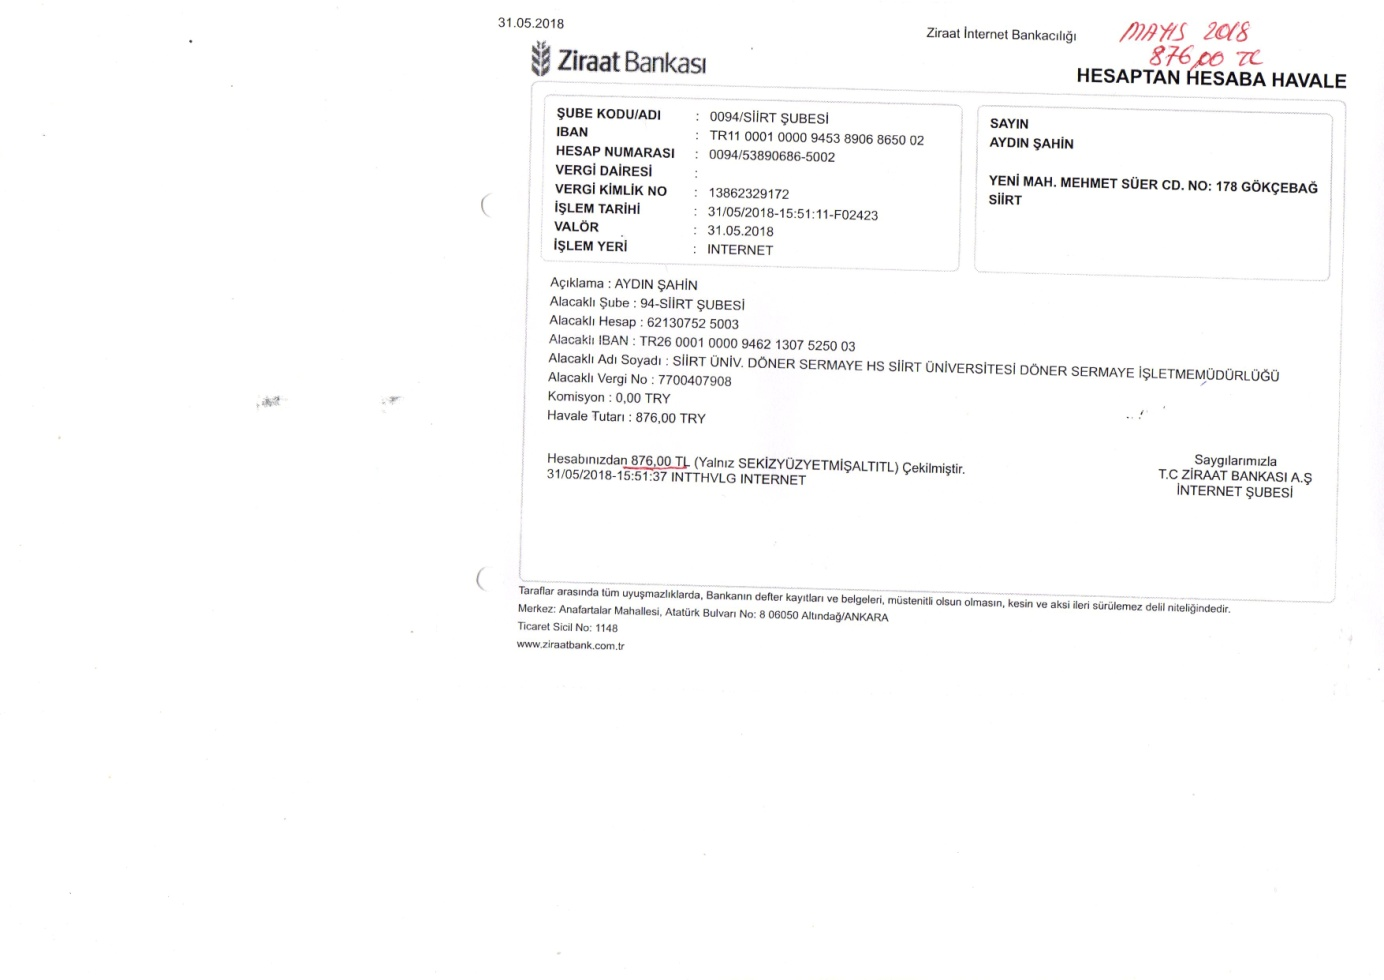 31.05.2018
Ziraat İnternet Bankacılığı
MAYIS 2018
876,00 TL
Ziraat Bankası
HESAPTAN HESABA HAVALE
ŞUBE KODU/ADI : 0094/SİİRT ŞUBESİ
IBAN : TR11 0001 0000 9453 8906 8650 02
HESAP NUMARASI : 0094/53890686-5002
VERGİ DAİRESİ :
VERGİ KİMLİK NO : 13862329172
İŞLEM TARİHİ : 31/05/2018-15:51:11-F02423
VALÖR : 31.05.2018
İŞLEM YERİ : INTERNET
SAYIN
AYDIN ŞAHİN
YENİ MAH. MEHMET SÜER CD. NO: 178 GÖKÇEBAĞ
SİİRT
Açıklama : AYDIN ŞAHİN
Alacaklı Şube : 94-SİİRT ŞUBESİ
Alacaklı Hesap : 62130752 5003
Alacaklı IBAN : TR26 0001 0000 9462 1307 5250 03
Alacaklı Adı Soyadı : SİİRT ÜNİV. DÖNER SERMAYE HS SİİRT ÜNİVERSİTESİ DÖNER SERMAYE İŞLETMEMÜDÜRLÜĞÜ
Alacaklı Vergi No : 7700407908
Komisyon : 0,00 TRY
Havale Tutarı : 876,00 TRY
Hesabınızdan 876,00 TL (Yalnız SEKİZYÜZYETMİŞALTITL) Çekilmiştir.
31/05/2018-15:51:37 INTTHVLG INTERNET
Saygılarımızla
T.C ZİRAAT BANKASI A.Ş
İNTERNET ŞUBESİ
Taraflar arasında tüm uyuşmazlıklarda, Bankanın defter kayıtları ve belgeleri, müstenitli olsun olmasın, kesin ve aksi ileri sürülemez delil niteliğindedir.
Merkez: Anafartalar Mahallesi, Atatürk Bulvarı No: 8 06050 Altındağ/ANKARA
Ticaret Sicil No: 1148
www.ziraatbank.com.tr